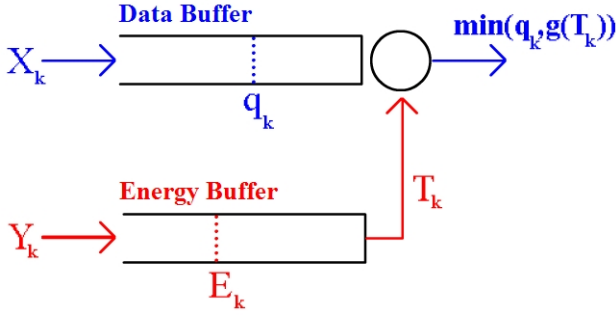 Data Buffer
min(q_k,g(T_k))
X_k
q_k
Energy Buffer
T_k
Y_k
E_k